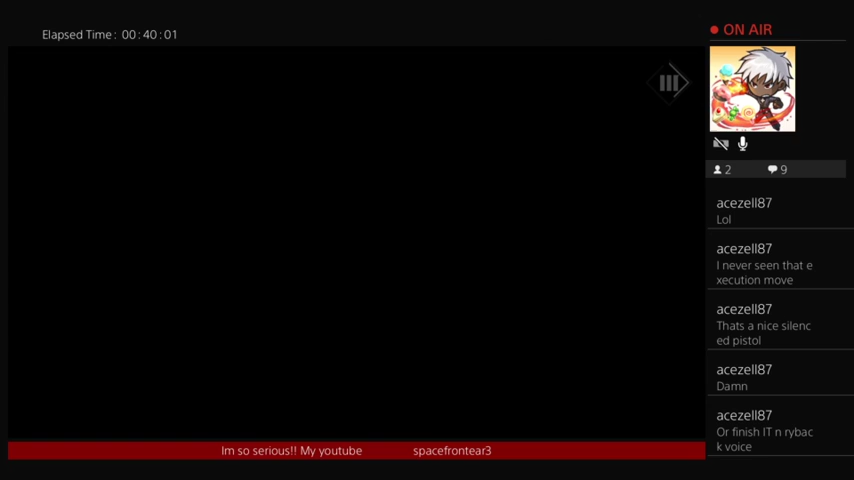 Elapsed Time : 00:40:01
ON AIR
2
9
acezell87
Lol
acezell87
I never seen that e
xecution move
acezell87
Thats a nice silenc
ed pistol
acezell87
Damn
acezell87
Or finish IT n rybac
k voice
Im so serious!! My youtube spacefrontear3